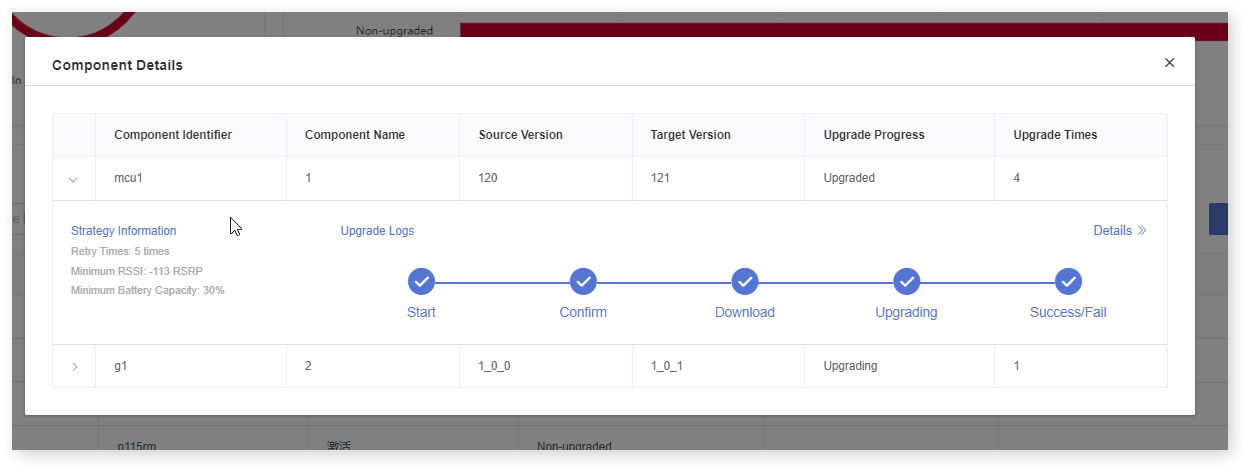 Non-upgraded
In
Component Details
Component Identifier Component Name Source Version Target Version Upgrade Progress Upgrade Times
mcu1 1 120 121 Upgraded 4
Strategy Information Upgrade Logs Details
Retry Times: 5 times
Minimum RSSI: -113 RSRP
Minimum Battery Capacity: 30%
Start Confirm Download Upgrading Success/Fail
g1 2 1_0_0 1_0_1 Upgrading 1
n115rm 激活 Non-upgraded